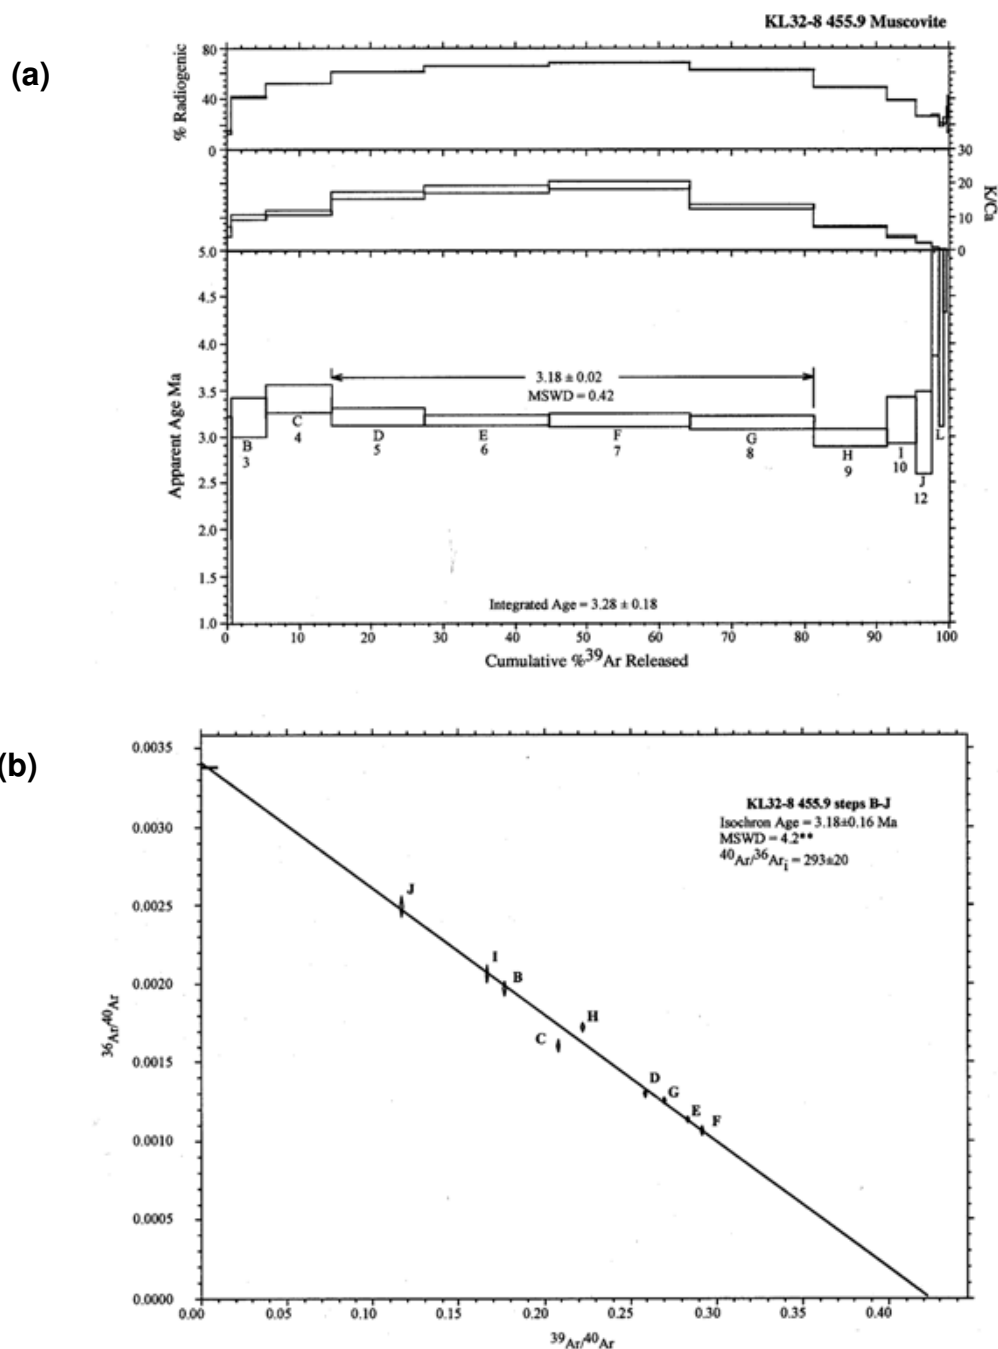 KL32-8 455.9 Muscovite
(a)
% Radiogenic
80
40
0
30
20
10
0
K/Ca
Apparent Age Ma
5.0
4.5
4.0
3.5
3.0
2.5
2.0
1.5
1.0
3.18 ± 0.02
MSWD = 0.42
B
3
C
4
D
5
E
6
F
7
G
8
H
9
I
10
J
12
L
Integrated Age = 3.28 ± 0.18
0 10 20 30 40 50 60 70 80 90 100
Cumulative %39Ar Released
(b)
36Ar/40Ar
0.0035
0.0030
0.0025
0.0020
0.0015
0.0010
0.0005
0.0000
KL32-8 455.9 steps B-J
Isochron Age = 3.18±0.16 Ma
MSWD = 4.2**
40Ar/36Ari = 293±20
J
I
B
H
C
D
G
E
F
0.00 0.05 0.10 0.15 0.20 0.25 0.30 0.35 0.40
39Ar/40Ar